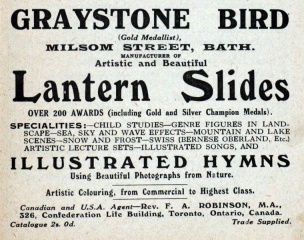 GRAYSTONE BIRD
(Gold Medallist),
MILSOM STREET, BATH.
MANUFACTURER OF
Artistic and Beautiful
Lantern Slides
OVER 200 AWARDS (including Gold and Silver Champion Medals).
SPECIALITIES:—CHILD STUDIES—GENRE FIGURES IN LAND-
SCAPE—SEA, SKY AND WAVE EFFECTS—MOUNTAIN AND LAKE
SCENES—SNOW AND FROST—SWISS (BERNESE OBERLAND, Etc.)
ARTISTIC LECTURE SETS—ILLUSTRATED SONGS, AND
ILLUSTRATED HYMNS
Using Beautiful Photographs from Nature.
Artistic Colouring, from Commercial to Highest Class.
Canadian and U.S.A. Agent—Rev. F. A. ROBINSON, M.A.,
326, Confederation Life Building, Toronto, Ontario, Canada.
Catalogue 2s. 0d. Trade Supplied.